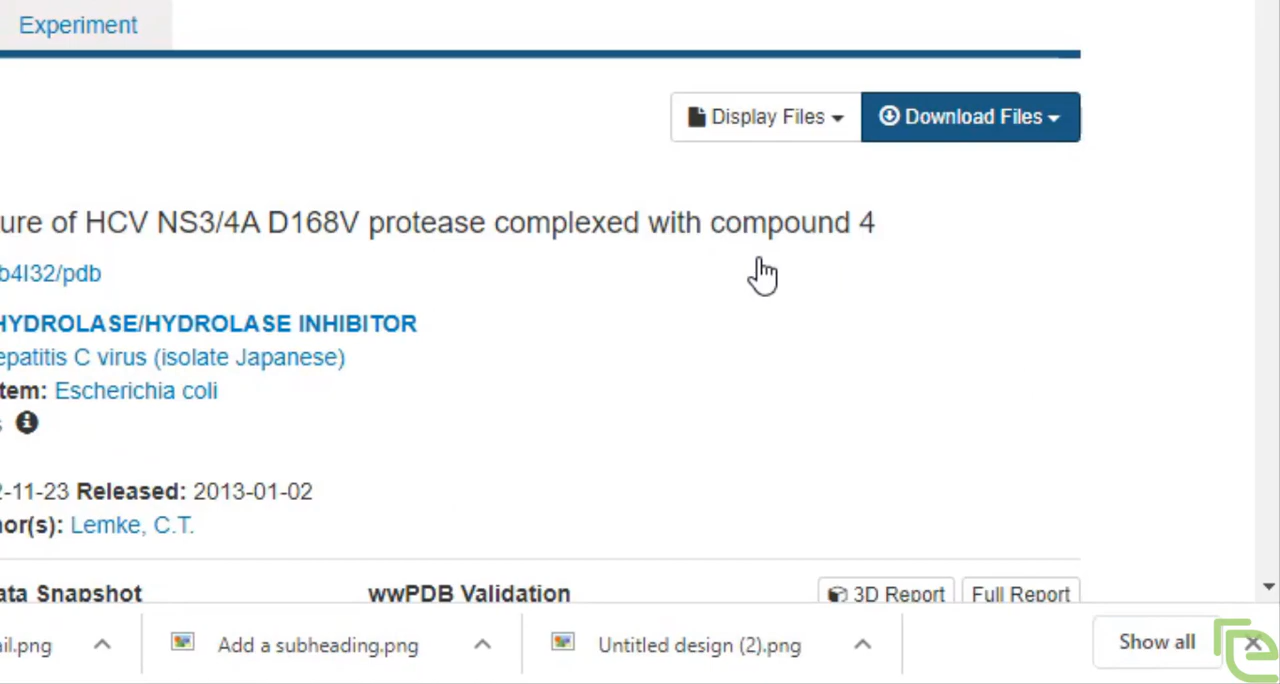 Experiment
Display Files
Download Files
ure of HCV NS3/4A D168V protease complexed with compound 4
b4I32/pdb
HYDROLASE/HYDROLASE INHIBITOR
epatitis C virus (isolate Japanese)
tem: Escherichia coli
2-11-23 Released: 2013-01-02
or(s): Lemke, C.T.
ata Snapshot
wwPDB Validation
3D Report
Full Report
il.png
Add a subheading.png
Untitled design (2).png
Show all